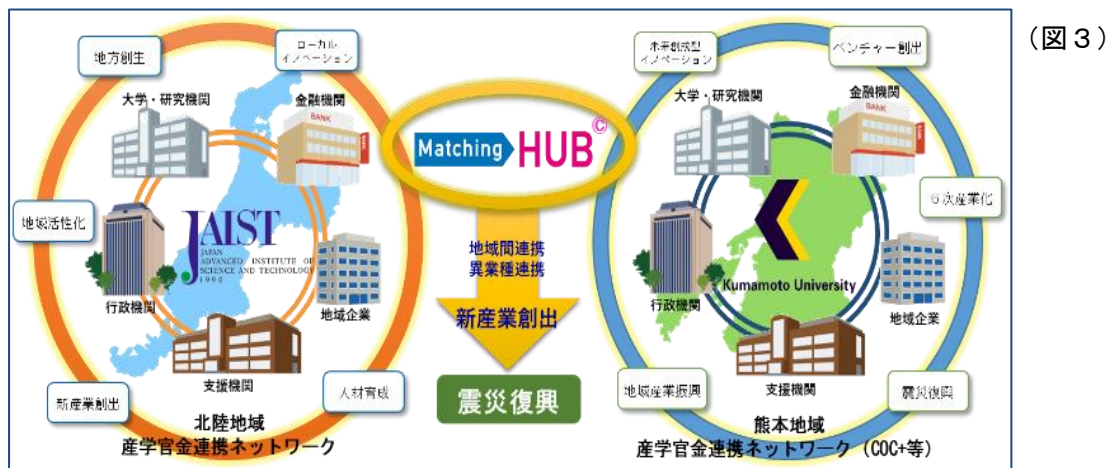 (図3)
地方創生
ローカル
イノベーション
大学・研究機関
金融機関
BANK
地域活性化
JAIST
JAPAN
ADVANCED INSTITUTE OF
SCIENCE AND TECHNOLOGY
1990
行政機関
地域企業
支援機関
新産業創出
人材育成
北陸地域
産学官金連携ネットワーク
Matching HUB©
地域間連携
異業種連携
新産業創出
震災復興
未来創成型
イノベーション
ベンチャー創出
大学・研究機関
金融機関
BANK
6次産業化
Kumamoto University
行政機関
地域企業
支援機関
地域産業振興
震災復興
熊本地域
産学官金連携ネットワーク（COC+等）